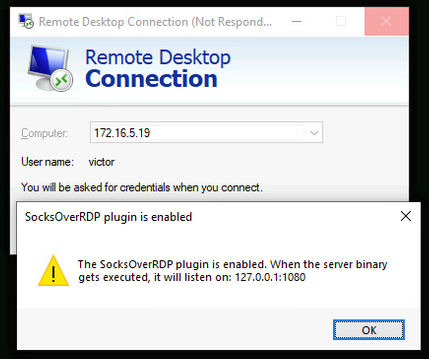 Remote Desktop Connection (Not Respond...
Remote Desktop
Connection
Computer:
172.16.5.19
User name:
victor
You will be asked for credentials when you connect.
SocksOverRDP plugin is enabled
The SocksOverRDP plugin is enabled. When the server binary
gets executed, it will listen on: 127.0.0.1:1080
OK